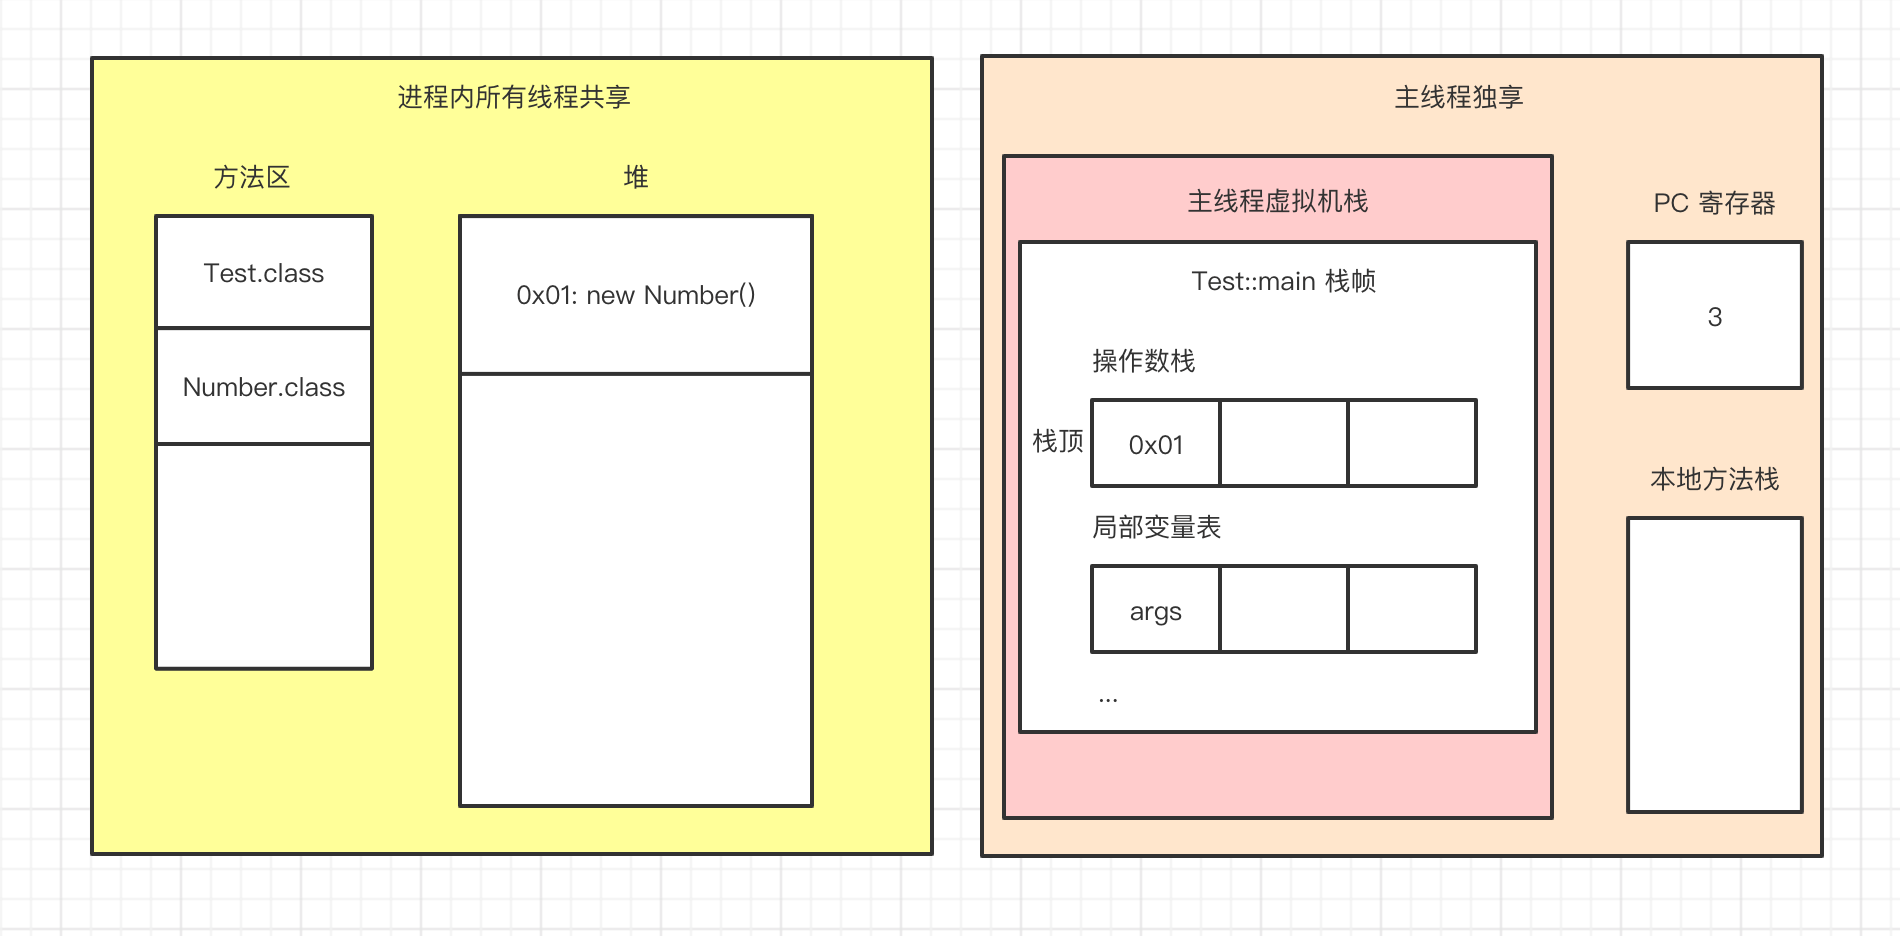 进程内所有线程共享
方法区
堆
Test.class
Number.class
0x01: new Number()
主线程独享
主线程虚拟机栈
Test::main 栈帧
操作数栈
栈顶
0x01
局部变量表
args
...
PC 寄存器
3
本地方法栈